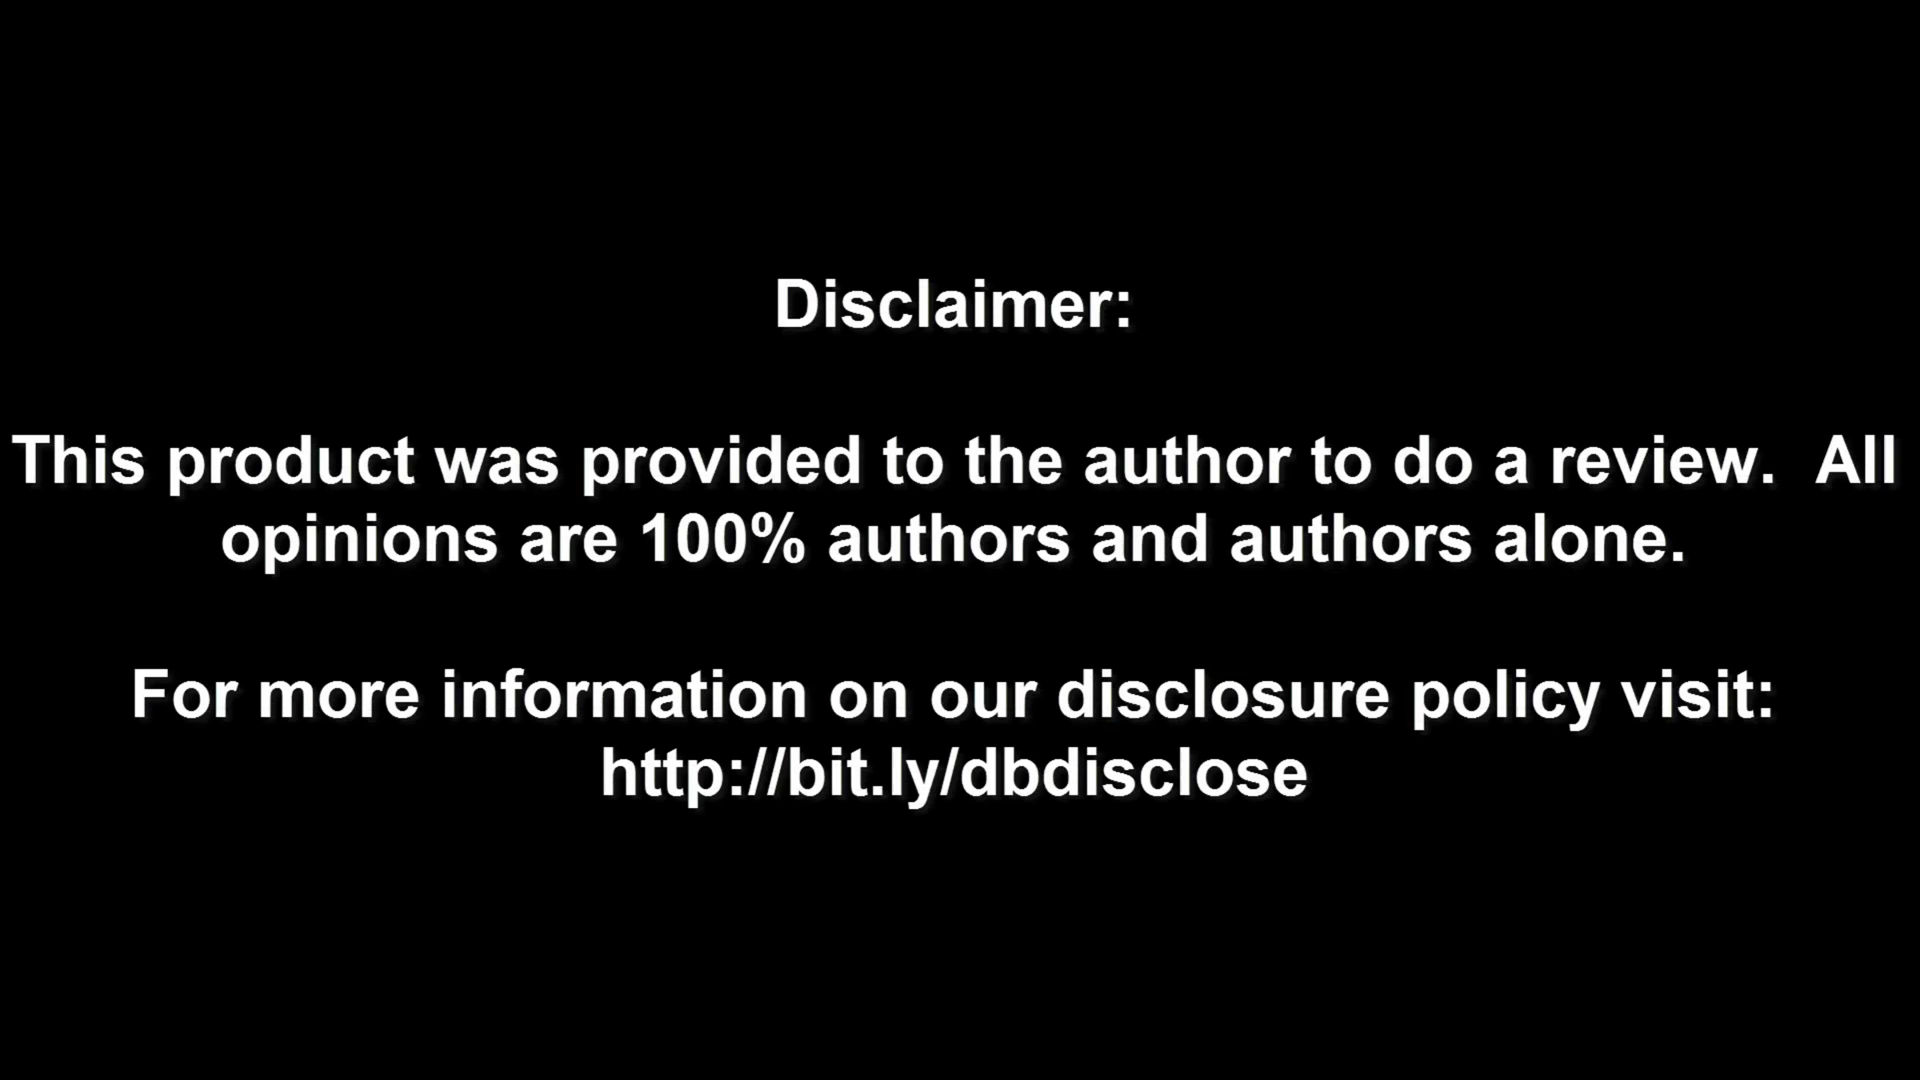 Disclaimer:
This product was provided to the author to do a review.  All
opinions are 100% authors and authors alone.
For more information on our disclosure policy visit:
http://bit.ly/dbdisclose